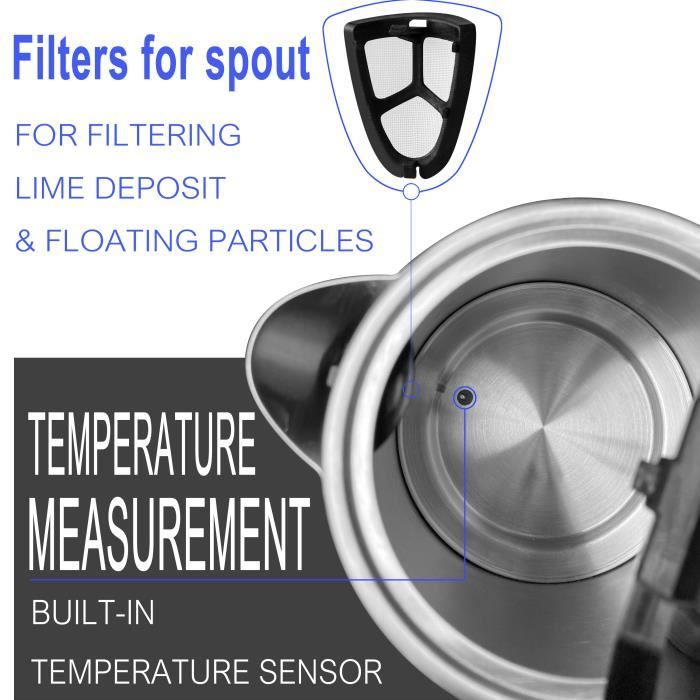 Filters for spout
FOR FILTERING
LIME DEPOSIT
& FLOATING PARTICLES
TEMPERATURE
MEASUREMENT
BUILT-IN
TEMPERATURE SENSOR